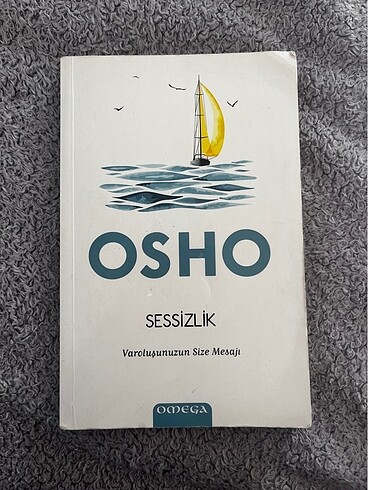 OSHO
SESSİZLİK
Varoluşunuzun Size Mesajı
OMEGA